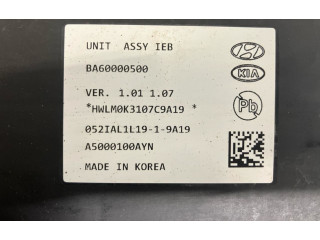 UNIT ASSY IEB
BA60000500
KIA
VER. 1.01 1.07
*HWLM0K3107C9A19 *
Pb
052IAL1L19-1-9A19
A5000100AYN
MADE IN KOREA